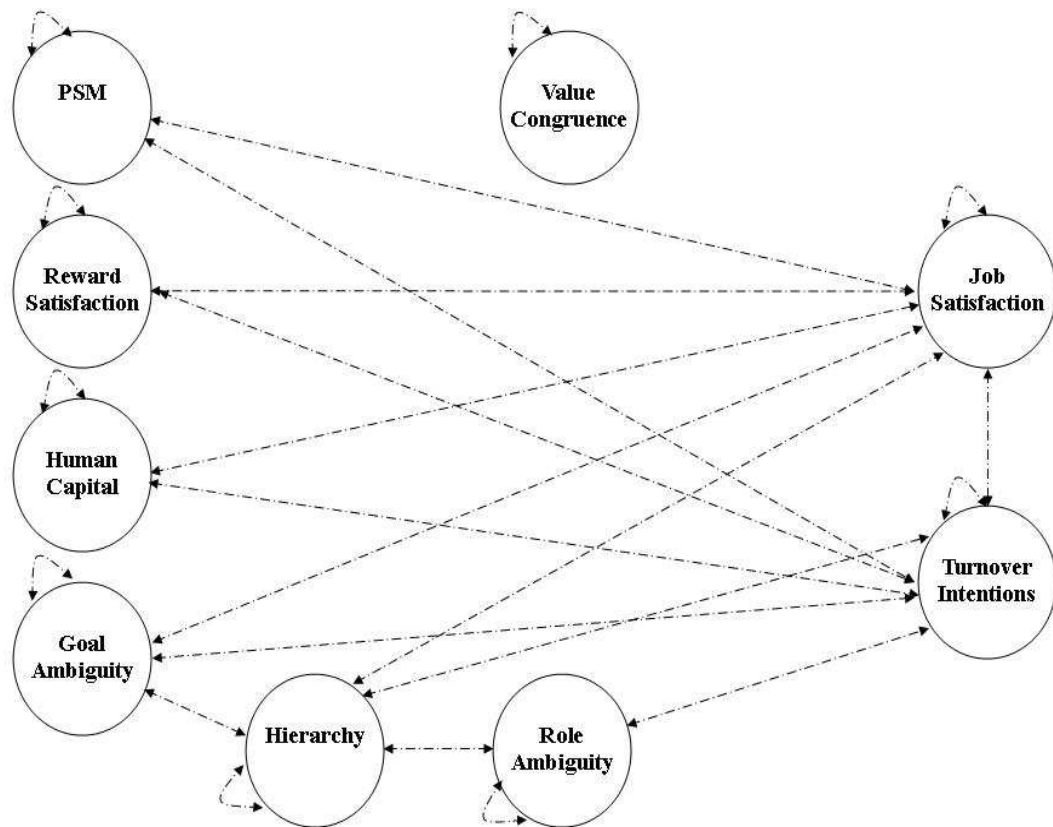 PSM
Value
Congruence
Reward
Satisfaction
Job
Satisfaction
Human
Capital
Turnover
Intentions
Goal
Ambiguity
Hierarchy
Role
Ambiguity